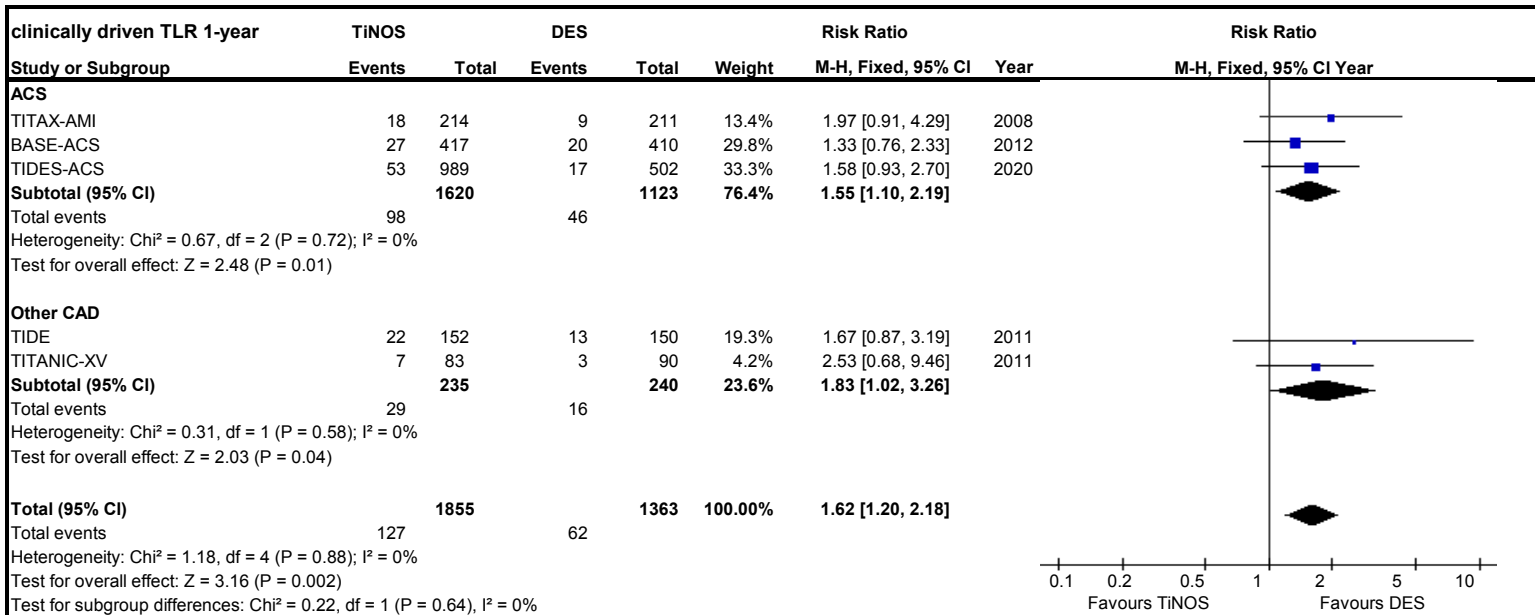 clinically driven TLR 1-year TiNOS DES Risk Ratio Risk Ratio
Study or Subgroup Events Total Events Total Weight M-H, Fixed, 95% CI Year M-H, Fixed, 95% CI Year
ACS
TITAX-AMI 18 214 9 211 13.4% 1.97 [0.91, 4.29] 2008
BASE-ACS 27 417 20 410 29.8% 1.33 [0.76, 2.33] 2012
TIDES-ACS 53 989 17 502 33.3% 1.58 [0.93, 2.70] 2020
Subtotal (95% CI) 1620 1123 76.4% 1.55 [1.10, 2.19]
Total events 98 46
Heterogeneity: Chi² = 0.67, df = 2 (P = 0.72); I² = 0%
Test for overall effect: Z = 2.48 (P = 0.01)
Other CAD
TIDE 22 152 13 150 19.3% 1.67 [0.87, 3.19] 2011
TITANIC-XV 7 83 3 90 4.2% 2.53 [0.68, 9.46] 2011
Subtotal (95% CI) 235 240 23.6% 1.83 [1.02, 3.26]
Total events 29 16
Heterogeneity: Chi² = 0.31, df = 1 (P = 0.58); I² = 0%
Test for overall effect: Z = 2.03 (P = 0.04)
Total (95% CI) 1855 1363 100.00% 1.62 [1.20, 2.18]
Total events 127 62
Heterogeneity: Chi² = 1.18, df = 4 (P = 0.88); I² = 0%
Test for overall effect: Z = 3.16 (P = 0.002)
Test for subgroup differences: Chi² = 0.22, df = 1 (P = 0.64), I² = 0%
0.1 0.2 0.5 1 2 5 10
Favours TiNOS Favours DES